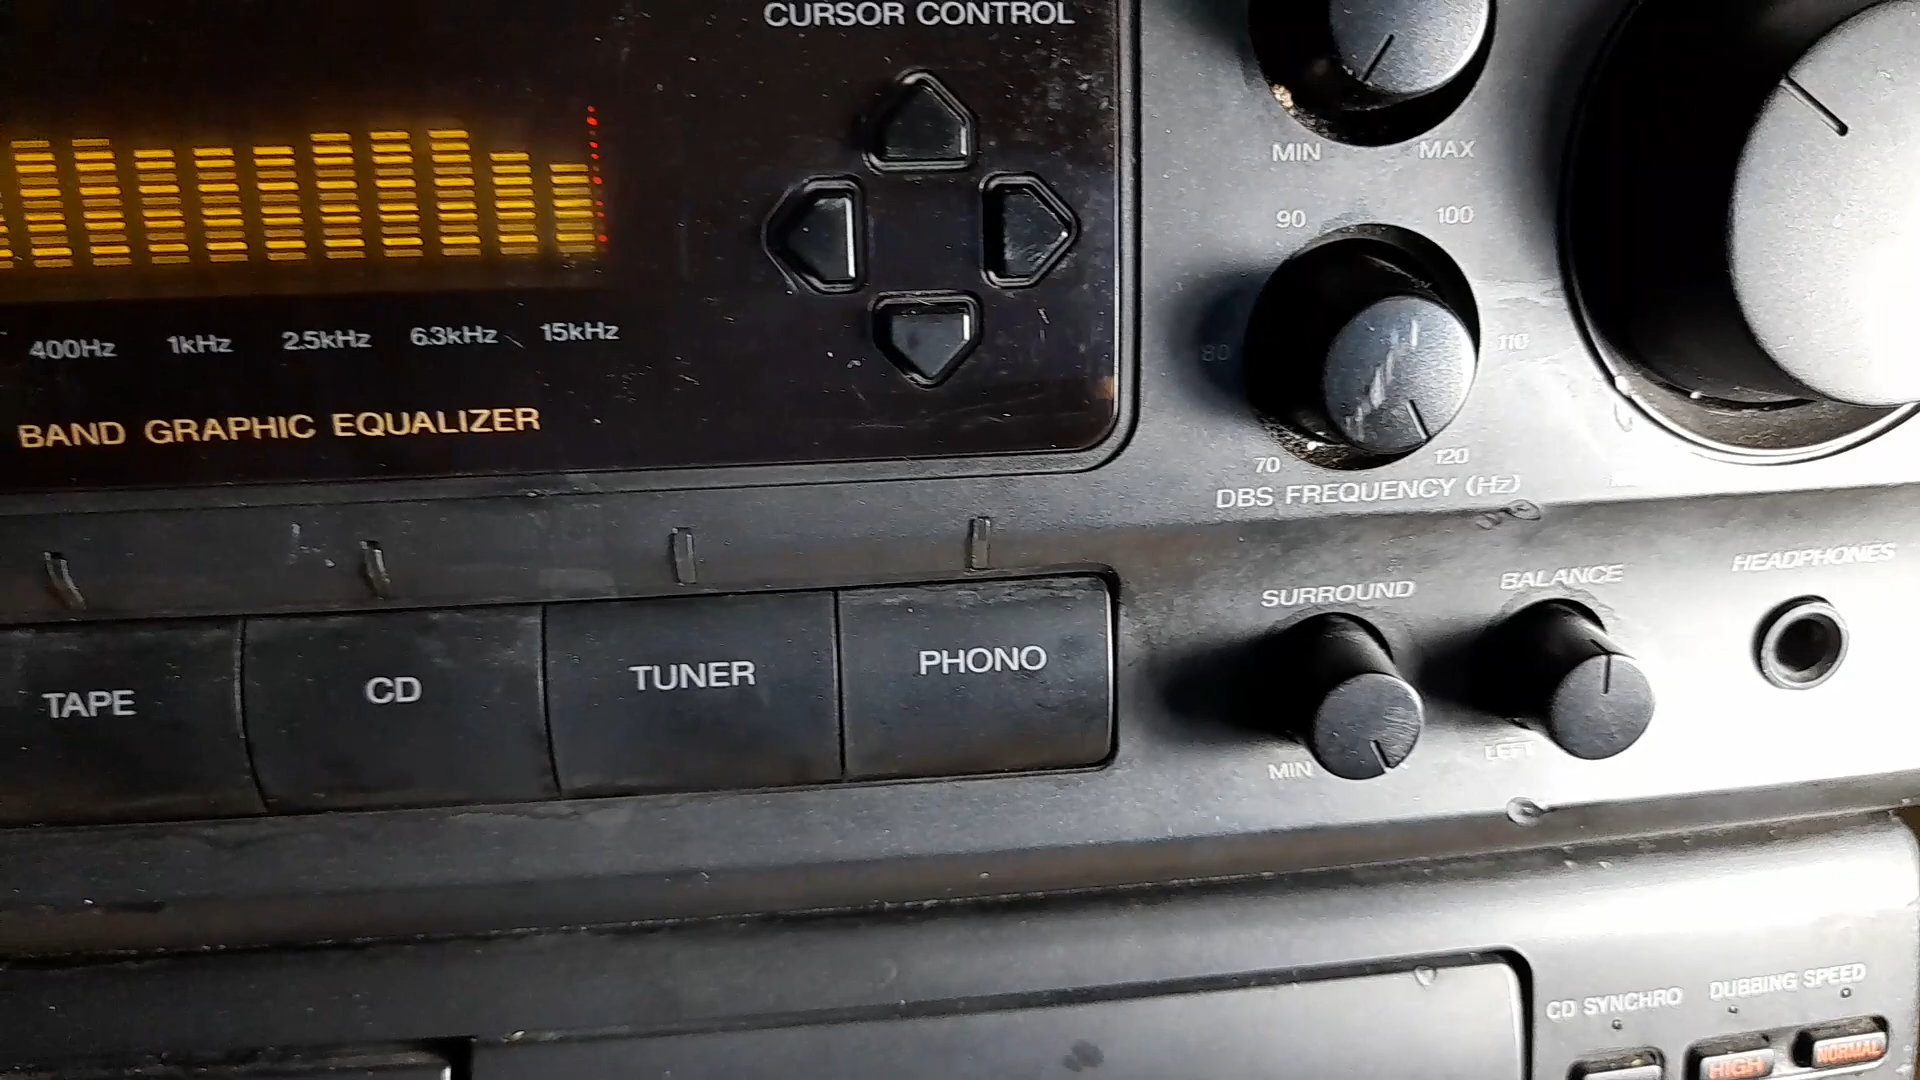 CURSOR CONTROL
MIN MAX
90 100
80 110
400Hz 1kHz 2.5kHz 6.3kHz 15kHz
BAND GRAPHIC EQUALIZER
70 120
DBS FREQUENCY (Hz)
HEADPHONES
SURROUND BALANCE
TAPE CD TUNER PHONO
MIN LEFT
CD SYNCHRO DUBBING SPEED
HIGH NORMAL